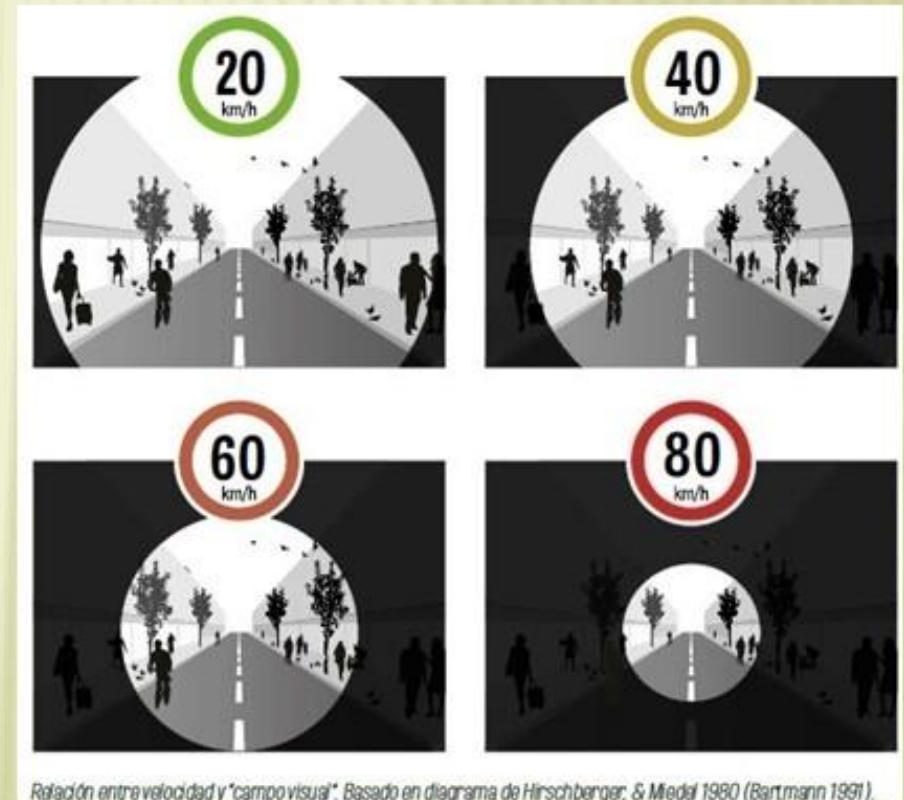 20
km/h
40
km/h
60
km/h
80
km/h
Relación entre velocidad y "campo visual". Basado en diagrama de Hirschberger, & Miedel 1980 (Bartmann 1991).